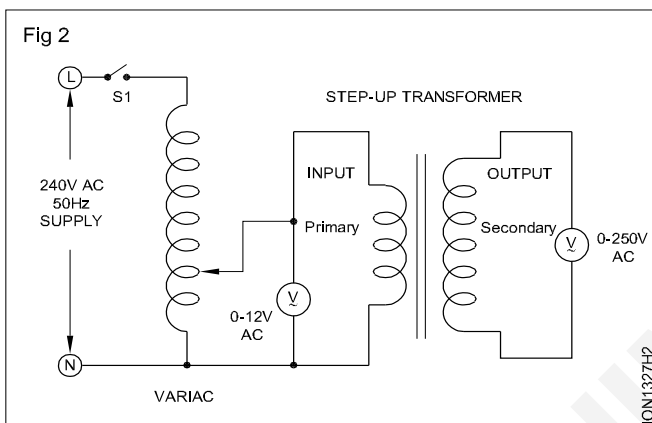 Fig 2
L
S1
STEP-UP TRANSFORMER
240V AC
50Hz
SUPPLY
INPUT
Primary
OUTPUT
Secondary
V
~
0-250V
AC
V
~
0-12V
AC
N
VARIAC
ION1327H2